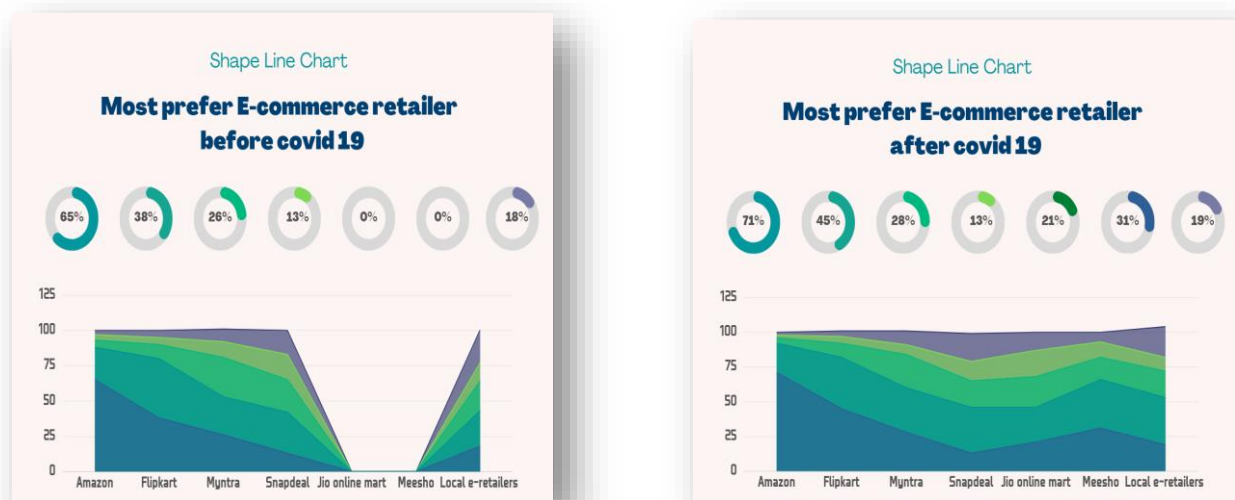 Shape Line Chart
Most prefer E-commerce retailer
before covid 19
65% 38% 26% 13% 0% 0% 18%
125
100
75
50
25
0
Amazon Flipkart Myntra Snapdeal Jio online mart Meesho Local e-retailers
Shape Line Chart
Most prefer E-commerce retailer
after covid 19
71% 45% 28% 13% 21% 31% 19%
125
100
75
50
25
0
Amazon Flipkart Myntra Snapdeal Jio online mart Meesho Local e-retailers